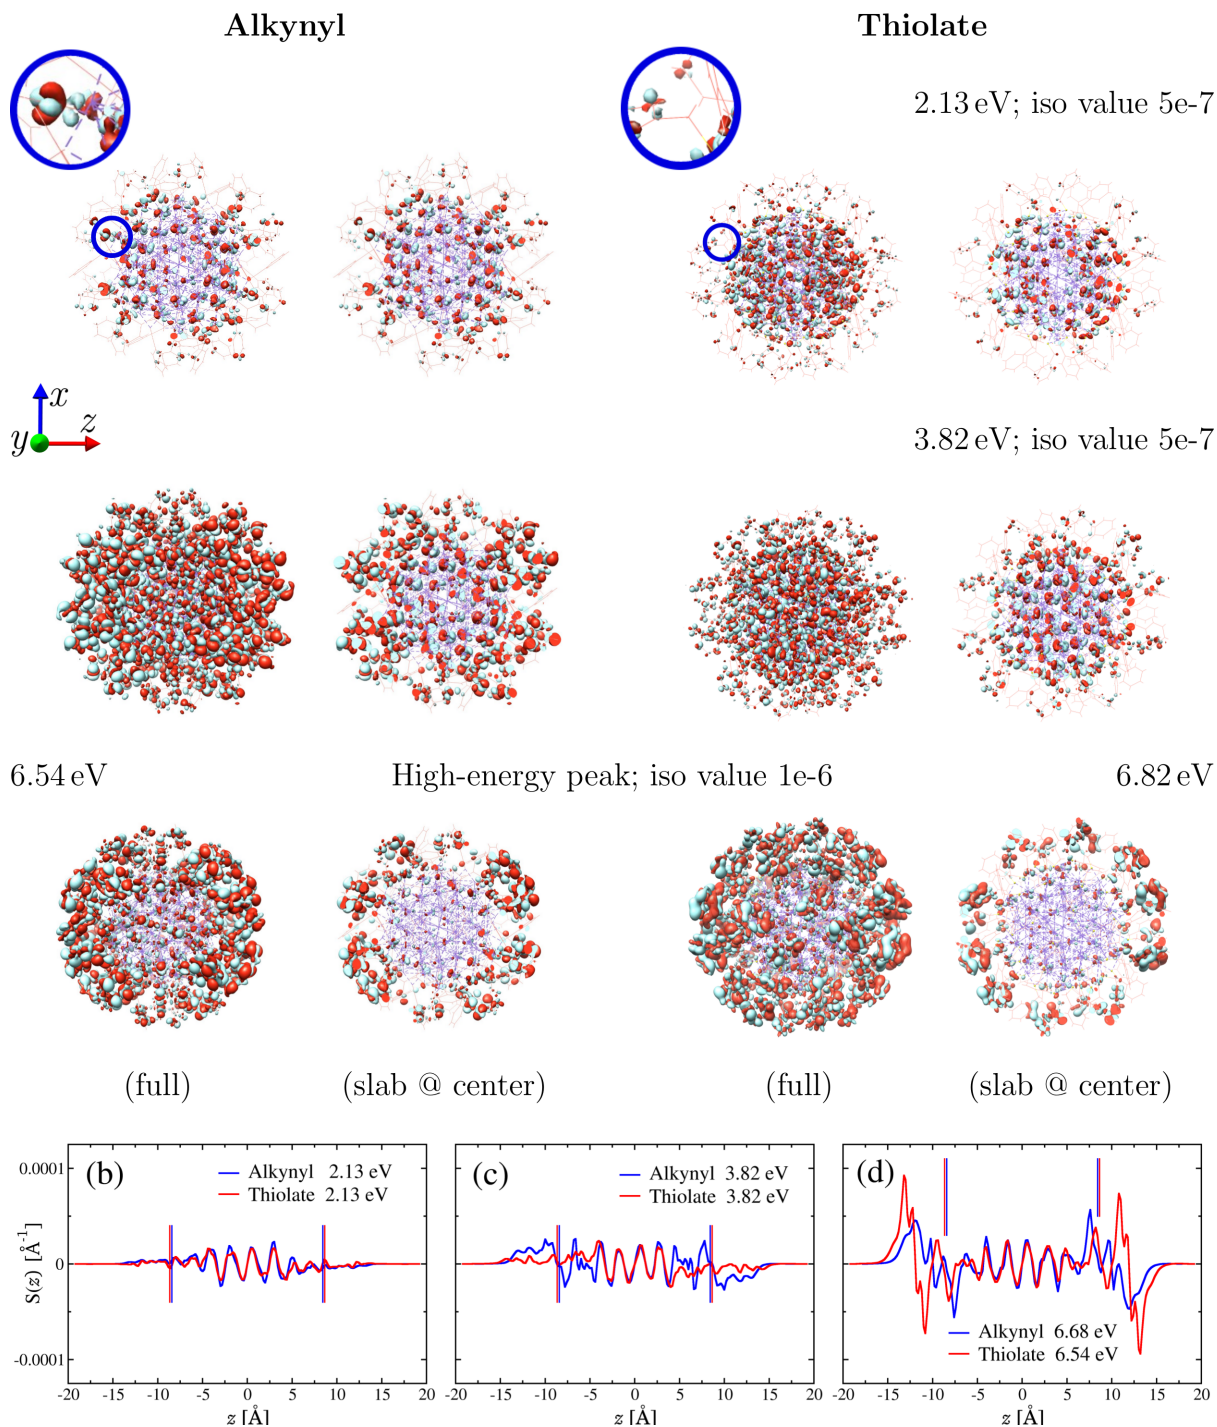 Alkynyl Thiolate
2.13 eV; iso value 5e-7
x
z
y
3.82 eV; iso value 5e-7
6.54 eV High-energy peak; iso value 1e-6 6.82 eV
(full) (slab @ center) (full) (slab @ center)
S(z) [Å-1]
0.0001
0
-0.0001
(b)
Alkynyl 2.13 eV
Thiolate 2.13 eV
-20 -15 -10 -5 0 5 10 15 20
z [Å]
(c)
Alkynyl 3.82 eV
Thiolate 3.82 eV
-20 -15 -10 -5 0 5 10 15 20
z [Å]
(d)
Alkynyl 6.68 eV
Thiolate 6.54 eV
-20 -15 -10 -5 0 5 10 15 20
z [Å]